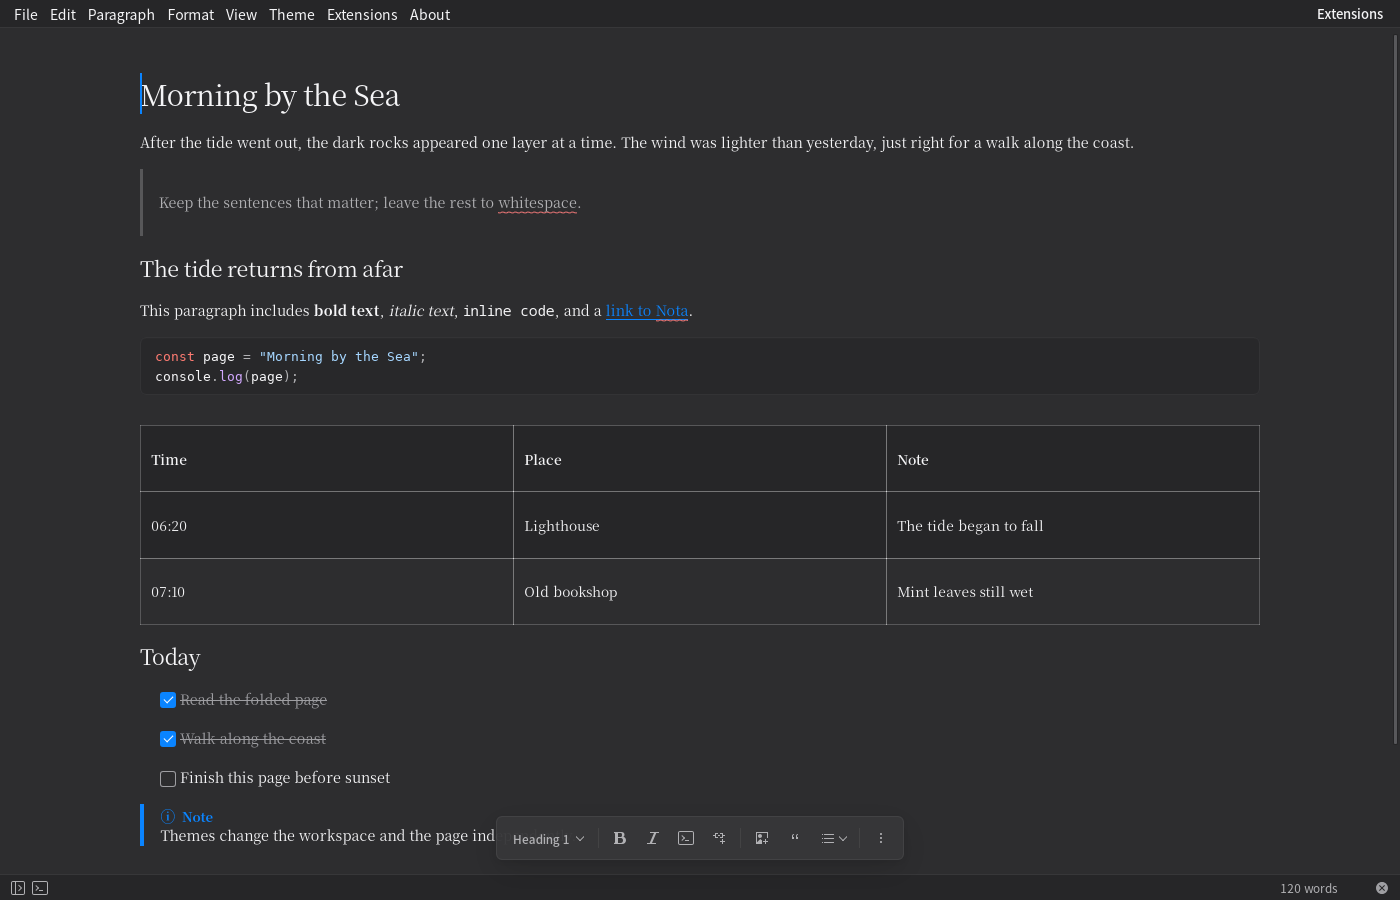 File Edit Paragraph Format View Theme Extensions About
Extensions
Morning by the Sea
After the tide went out, the dark rocks appeared one layer at a time. The wind was lighter than yesterday, just right for a walk along the coast.
Keep the sentences that matter; leave the rest to whitespace.
The tide returns from afar
This paragraph includes bold text, italic text, inline code, and a link to Nota.
const page = "Morning by the Sea";
console.log(page);
Time Place Note
06:20 Lighthouse The tide began to fall
07:10 Old bookshop Mint leaves still wet
Today
Read the folded page
Walk along the coast
Finish this page before sunset
Note
Themes change the workspace and the page
Heading 1 B I
120 words